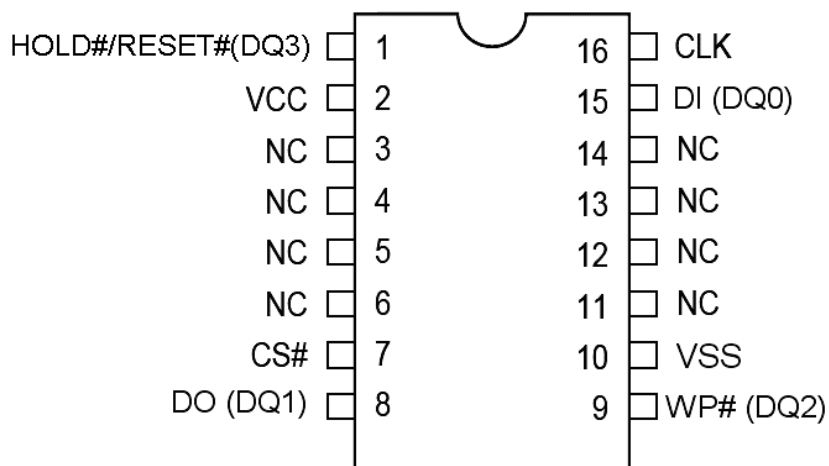 HOLD#/RESET#(DQ3) 1 16 CLK
VCC 2 15 DI (DQ0)
NC 3 14 NC
NC 4 13 NC
NC 5 12 NC
NC 6 11 NC
CS# 7 10 VSS
DO (DQ1) 8 9 WP# (DQ2)